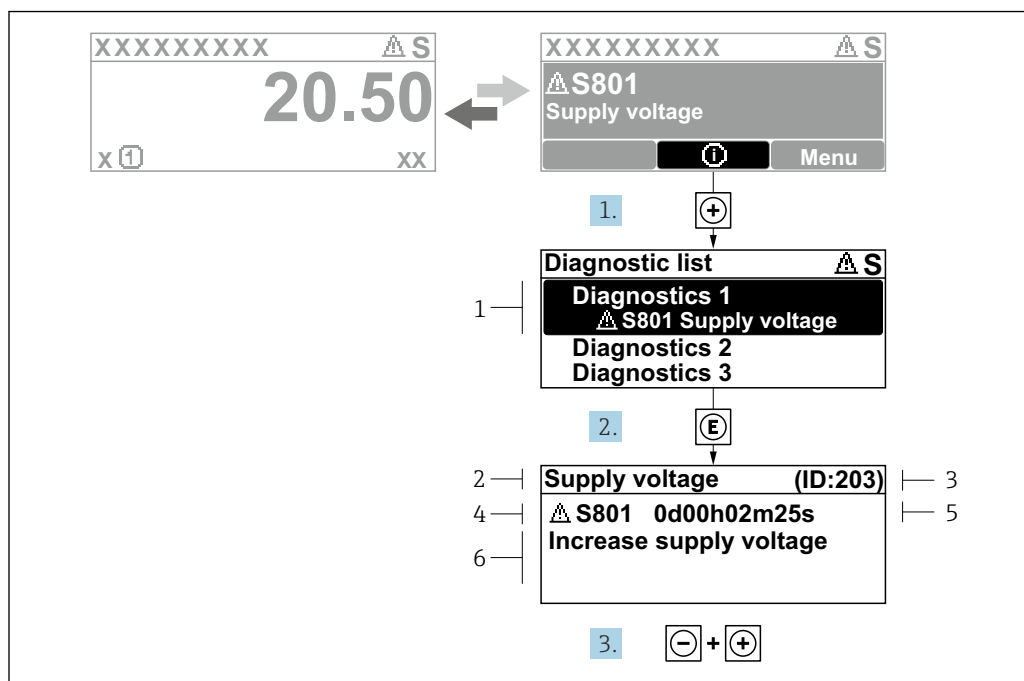 XXXXXXXXX ⚠ S
20.50
x 1 XX
XXXXXXXXX ⚠ S
⚠ S801
Supply voltage
i Menu
1. +
Diagnostic list ⚠ S
1
Diagnostics 1
⚠ S801 Supply voltage
Diagnostics 2
Diagnostics 3
2. E
2 Supply voltage (ID:203) 3
4 ⚠ S801 0d00h02m25s 5
6 Increase supply voltage
3. - + +